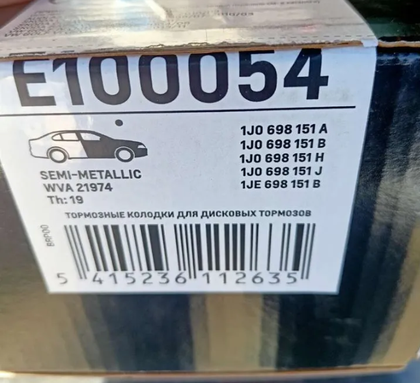 E100054
1J0 698 151 A
1J0 698 151 B
1J0 698 151 H
1J0 698 151 J
1JE 698 151 B
SEMI-METALLIC
WVA 21974
Th: 19
ТОРМОЗНЫЕ КОЛОДКИ ДЛЯ ДИСКОВЫХ ТОРМОЗОВ
BRP00
5 415236 112635